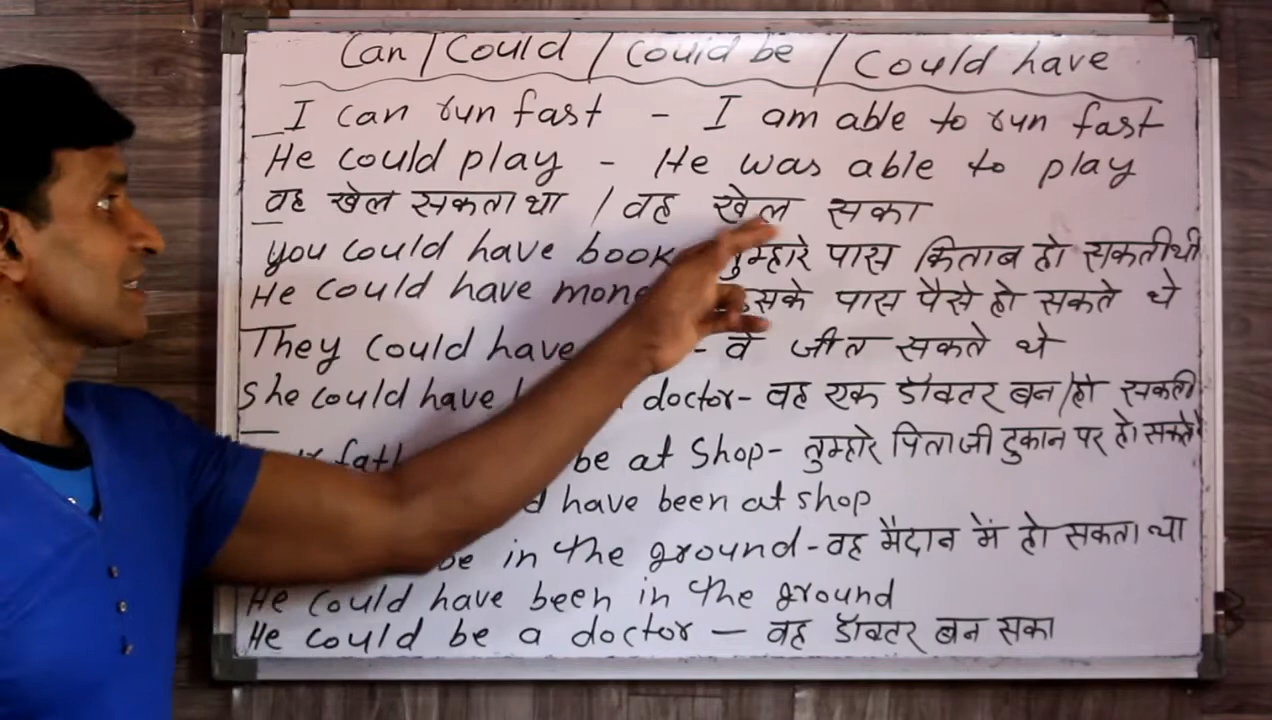 Can / Could / Could be / Could have
I can run fast - I am able to run fast
He could play - He was able to play
वह खेल सकता था / वह खेल सका
you could have book तुम्हारे पास किताब हो सकती थी
He could have पास पैसे हो सकते थे
They could have - वे जीत सकते थे
She could have doctor - वह एक डॉक्टर बन/हो सकती
be at Shop - तुम्हारे पिताजी दुकान पर हो सकते
have been at shop
be in the ground - वह मैदान में हो सकता था
He could have been in the ground
He could be a doctor - वह डॉक्टर बन सका